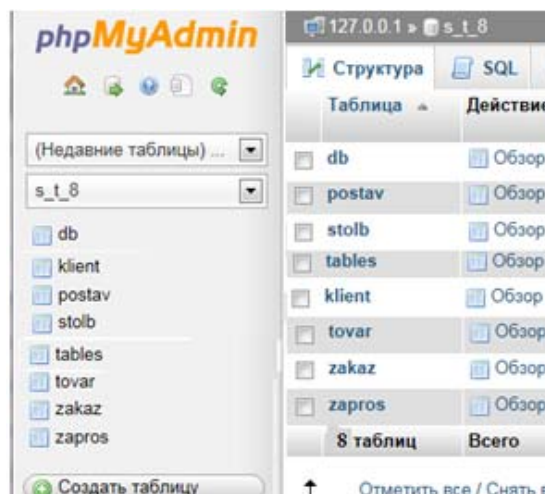 phpMyAdmin
(Недавние таблицы) ...
s_t_8
db
klient
postav
stolb
tables
tovar
zakaz
zapros
Создать таблицу
127.0.0.1 » s_t_8
Структура SQL
Таблица Действие
db Обзор
postav Обзор
stolb Обзор
tables Обзор
klient Обзор
tovar Обзор
zakaz Обзор
zapros Обзор
8 таблиц Всего
Отметить все / Снять